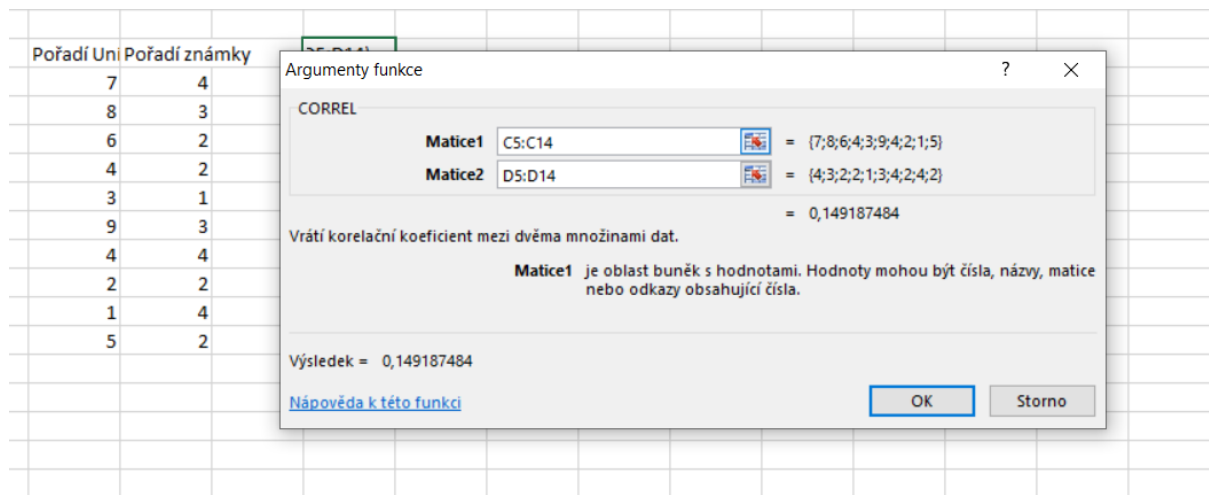 Pořadí Uni Pořadí známky D5:D14)
7 4
8 3
6 2
4 2
3 1
9 3
4 4
2 2
1 4
5 2
Argumenty funkce ? ×
CORREL
Matice1 C5:C14 = {7;8;6;4;3;9;4;2;1;5}
Matice2 D5:D14 = {4;3;2;2;1;3;4;2;4;2}
= 0,149187484
Vrátí korelační koeficient mezi dvěma množinami dat.
Matice1 je oblast buněk s hodnotami. Hodnoty mohou být čísla, názvy, matice
nebo odkazy obsahující čísla.
Výsledek = 0,149187484
Nápověda k této funkci OK Storno